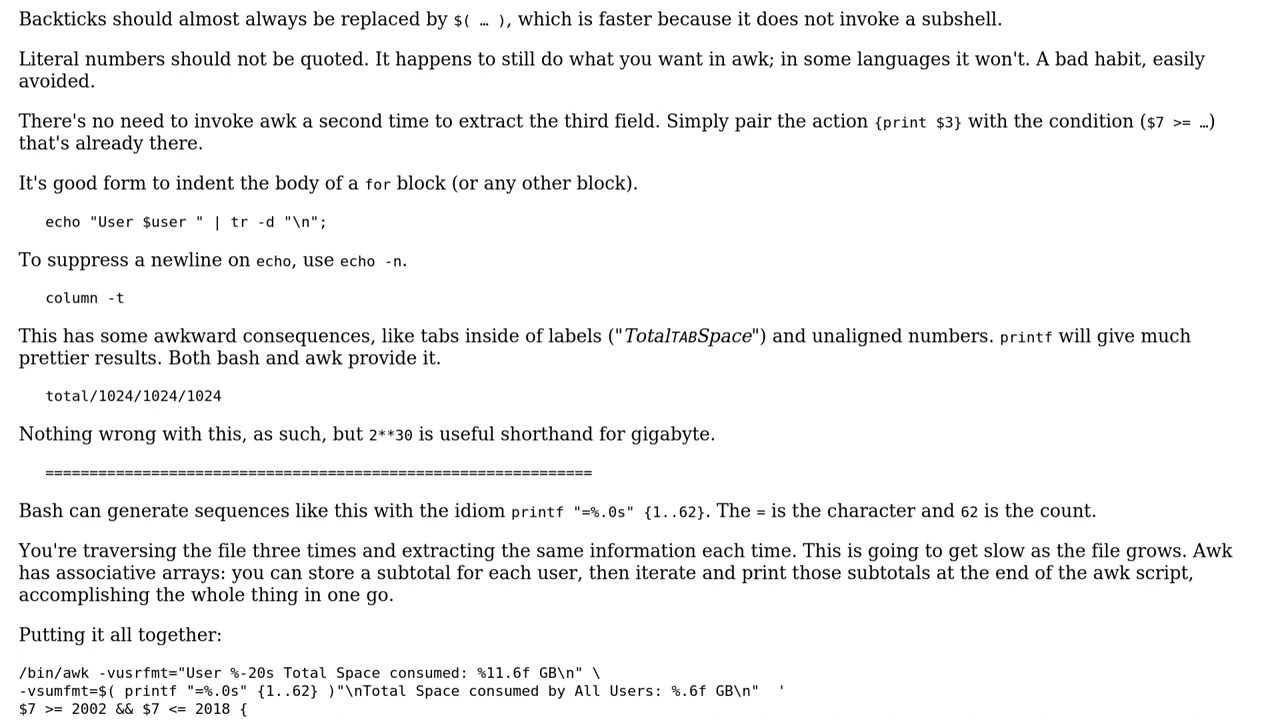 Backticks should almost always be replaced by $( … ), which is faster because it does not invoke a subshell.
Literal numbers should not be quoted. It happens to still do what you want in awk; in some languages it won't. A bad habit, easily
avoided.
There's no need to invoke awk a second time to extract the third field. Simply pair the action {print $3} with the condition ($7 >= …)
that's already there.
It's good form to indent the body of a for block (or any other block).
echo "User $user " | tr -d "\n";
To suppress a newline on echo, use echo -n.
column -t
This has some awkward consequences, like tabs inside of labels ("TotalTABSpace") and unaligned numbers. printf will give much
prettier results. Both bash and awk provide it.
total/1024/1024/1024
Nothing wrong with this, as such, but 2**30 is useful shorthand for gigabyte.
==============================================================
Bash can generate sequences like this with the idiom printf "=%.0s" {1..62}. The = is the character and 62 is the count.
You're traversing the file three times and extracting the same information each time. This is going to get slow as the file grows. Awk
has associative arrays: you can store a subtotal for each user, then iterate and print those subtotals at the end of the awk script,
accomplishing the whole thing in one go.
Putting it all together:
/bin/awk -vusrfmt="User %-20s Total Space consumed: %11.6f GB\n" \
-vsumfmt=$( printf "=%.0s" {1..62} )"\nTotal Space consumed by All Users: %.6f GB\n"  '
$7 >= 2002 && $7 <= 2018 {